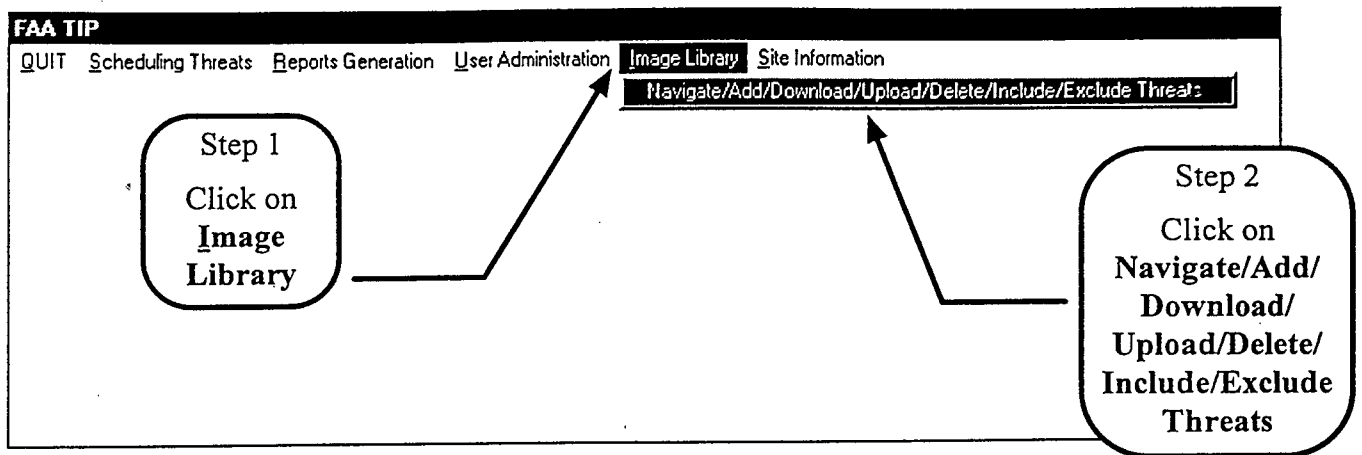 FAA TIP
QUIT Scheduling Threats Reports Generation User Administration Image Library Site Information
Navigate/Add/Download/Upload/Delete/Include/Exclude Threats
Step 1
Click on
Image
Library
Step 2
Click on
Navigate/Add/
Download/
Upload/Delete/
Include/Exclude
Threats